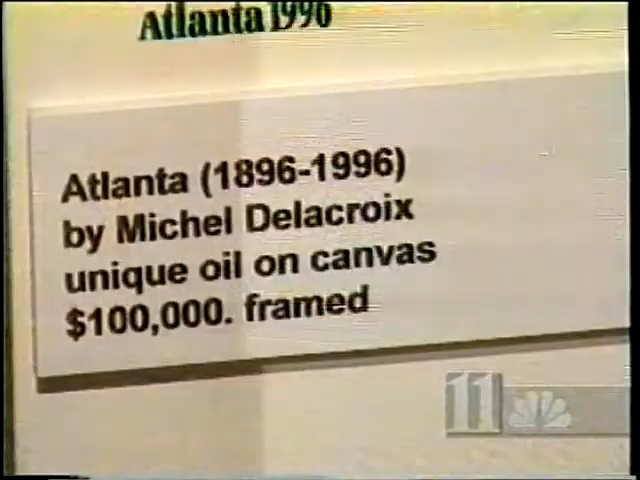 Atlanta 1996
Atlanta (1896-1996)
by Michel Delacroix
unique oil on canvas
$100,000. framed
11